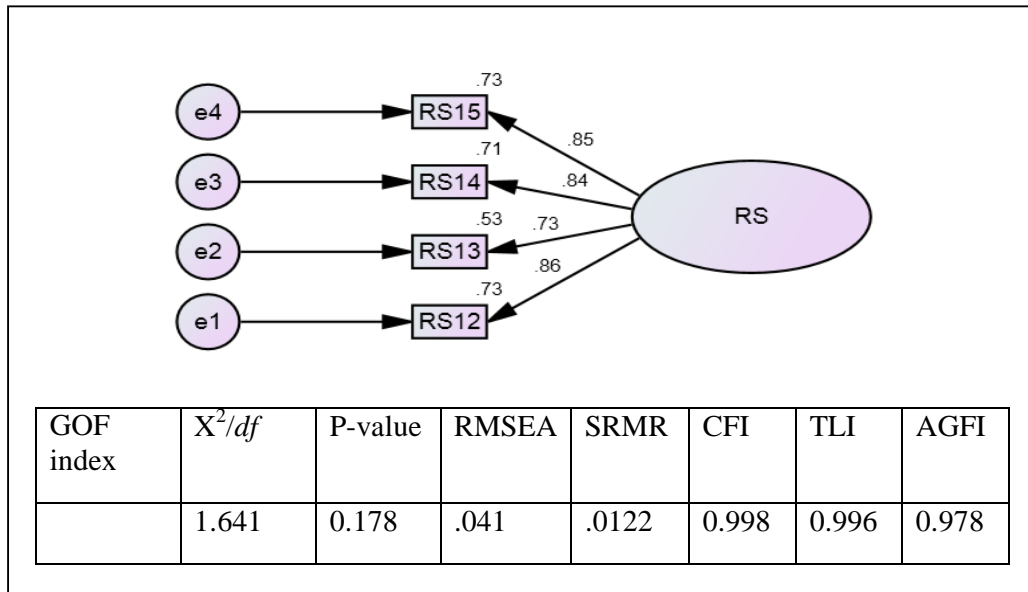 .73
e4 RS15
.85
.71
e3 RS14 .84
RS
.53
.73
e2 RS13
.86
.73
e1 RS12
GOF index X²/df P-value RMSEA SRMR CFI TLI AGFI
1.641 0.178 .041 .0122 0.998 0.996 0.978